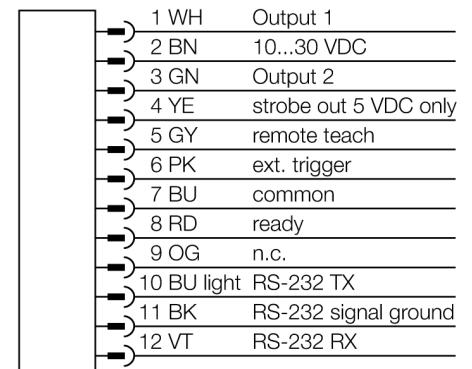 1 WH Output 1
2 BN 10...30 VDC
3 GN Output 2
4 YE strobe out 5 VDC only
5 GY remote teach
6 PK ext. trigger
7 BU common
8 RD ready
9 OG n.c.
10 BU light RS-232 TX
11 BK RS-232 signal ground
12 VT RS-232 RX